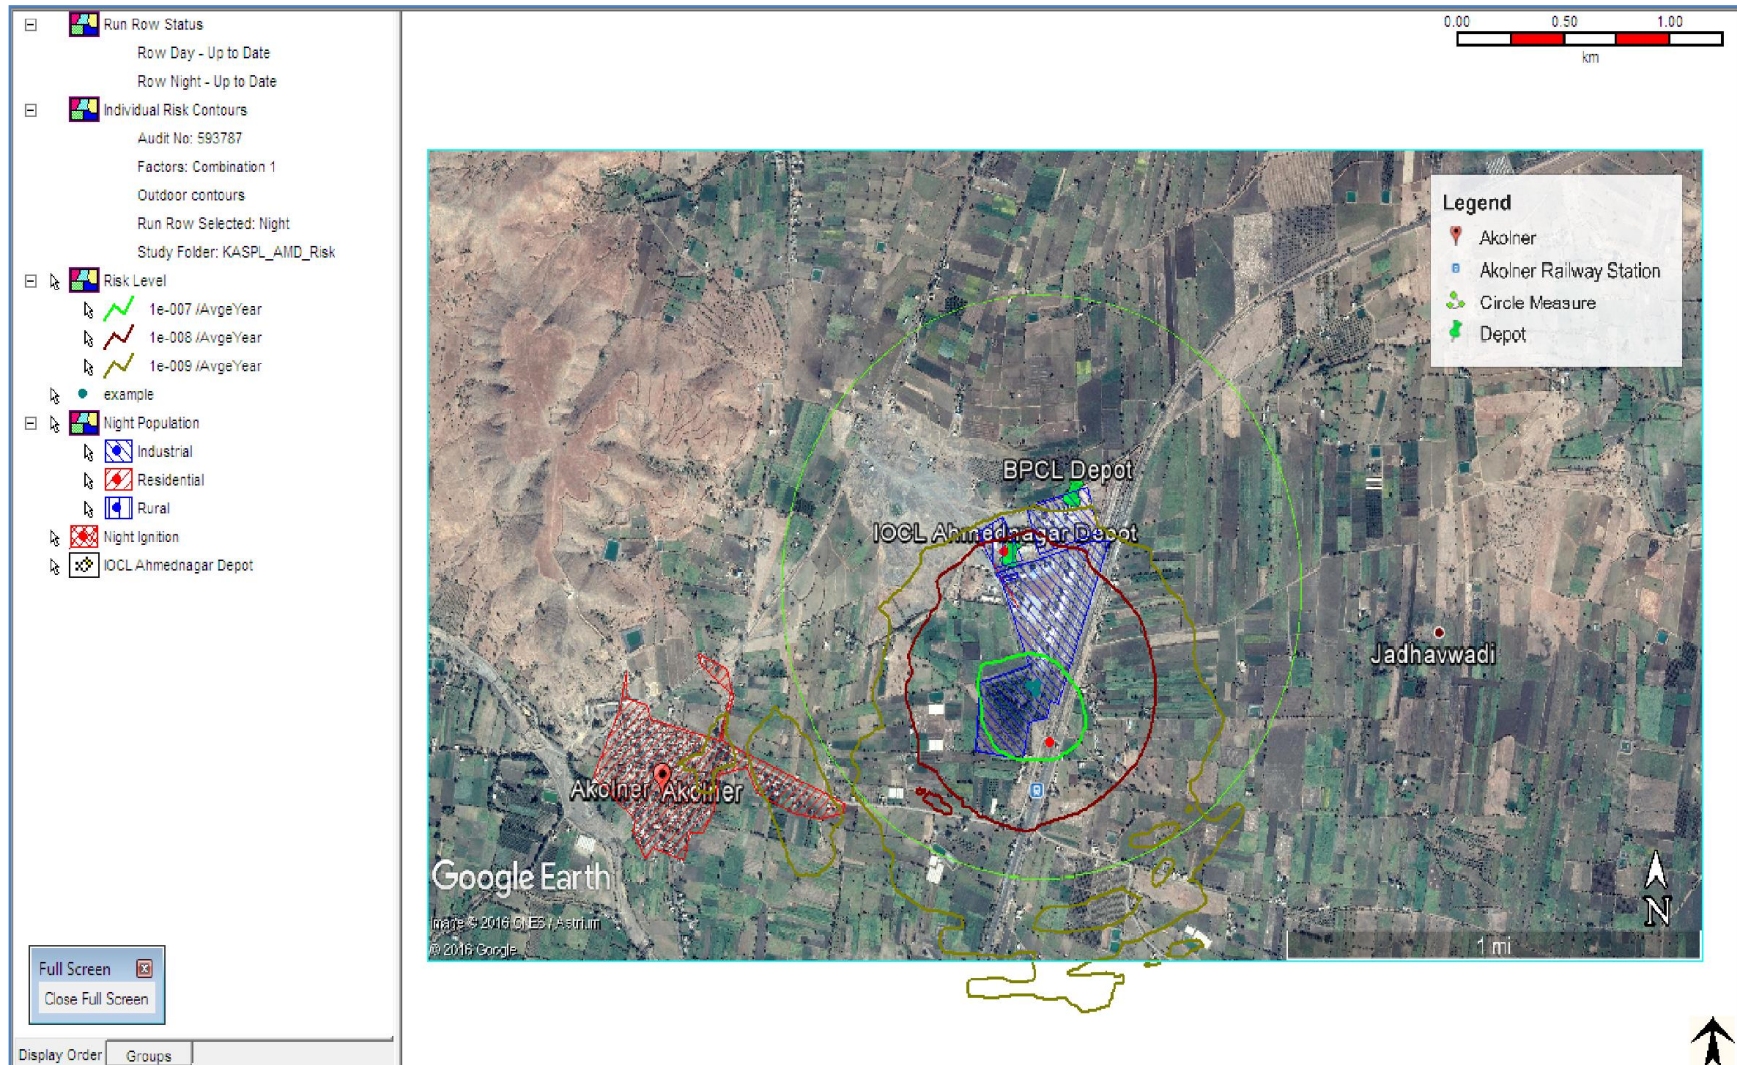 Run Row Status
Row Day - Up to Date
Row Night - Up to Date
Individual Risk Contours
Audit No: 593787
Factors: Combination 1
Outdoor contours
Run Row Selected: Night
Study Folder: KASPL_AMD_Risk
Risk Level
1e-007 /AvgeYear
1e-008 /AvgeYear
1e-009 /AvgeYear
example
Night Population
Industrial
Residential
Rural
Night Ignition
IOCL Ahmednagar Depot
Full Screen
Close Full Screen
Display Order
Groups
0.00 0.50 1.00
km
Legend
Akolner
Akolner Railway Station
Circle Measure
Depot
BPCL Depot
IOCL Ahmednagar Depot
Jadhavwadi
Akolner Akolner
Google Earth
Image © 2016 CNES / Astrium
© 2016 Google
N
1 mi